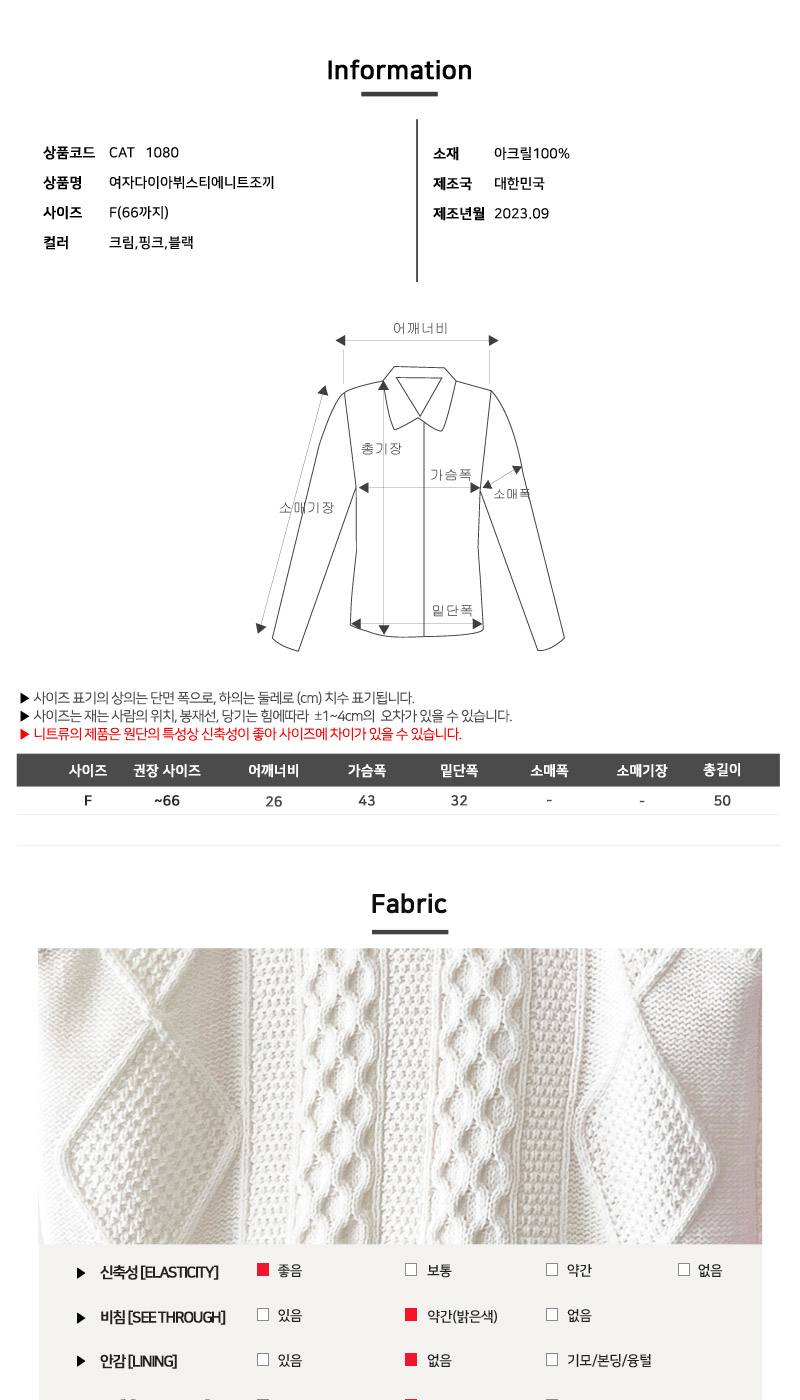 Information
상품코드 CAT 1080
상품명 여자다이아뷔스티에니트조끼
사이즈 F(66까지)
컬러 크림,핑크,블랙
소재 아크릴100%
제조국 대한민국
제조년월 2023.09
어깨너비
총기장
가슴폭
소매폭
소매기장
밑단폭
▶ 사이즈 표기의 상의는 단면 폭으로, 하의는 둘레로 (cm) 치수 표기됩니다.
▶ 사이즈는 재는 사람의 위치, 봉재선, 당기는 힘에따라 ±1~4cm의 오차가 있을 수 있습니다.
▶ 니트류의 제품은 원단의 특성상 신축성이 좋아 사이즈에 차이가 있을 수 있습니다.
사이즈 권장 사이즈 어깨너비 가슴폭 밑단폭 소매폭 소매기장 총길이
F ~66 26 43 32 - - 50
Fabric
▶ 신축성 [ELASTICITY] 좋음 보통 약간 없음
▶ 비침 [SEE THROUGH] 있음 약간(밝은색) 없음
▶ 안감 [LINING] 있음 없음 기모/본딩/융털